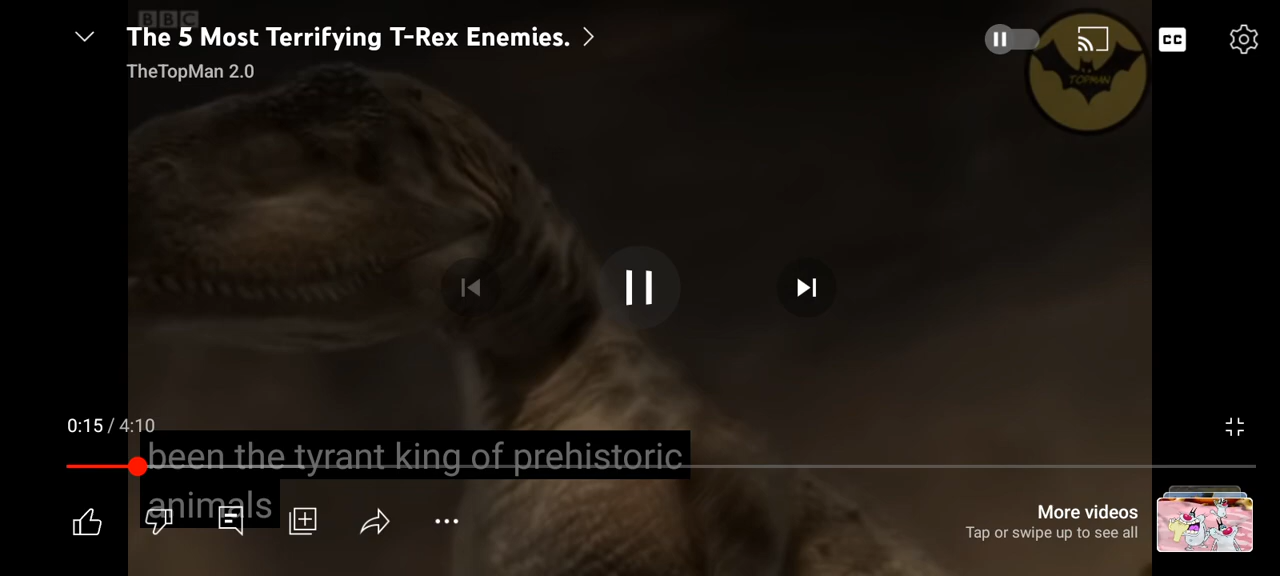 BBC
The 5 Most Terrifying T-Rex Enemies.
TheTopMan 2.0
CC
TOPMAN
0:15 / 4:10
been the tyrant king of prehistoric
animals
More videos
Tap or swipe up to see all